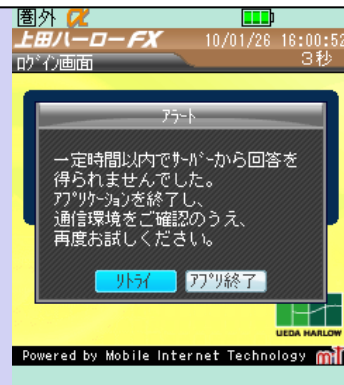 圏外 α
上田ハーローFX 10/01/26 16:00:52
ﾛｸﾞｲﾝ画面 3秒
ｱﾗｰﾄ
一定時間以内でｻｰﾊﾞｰから回答を
得られませんでした。
ｱﾌﾟﾘｹｰｼｮﾝを終了し、
通信環境をご確認のうえ、
再度お試しください。
ﾘﾄﾗｲ ｱﾌﾟﾘ終了
UEDA HARLOW
Powered by Mobile Internet Technology mit